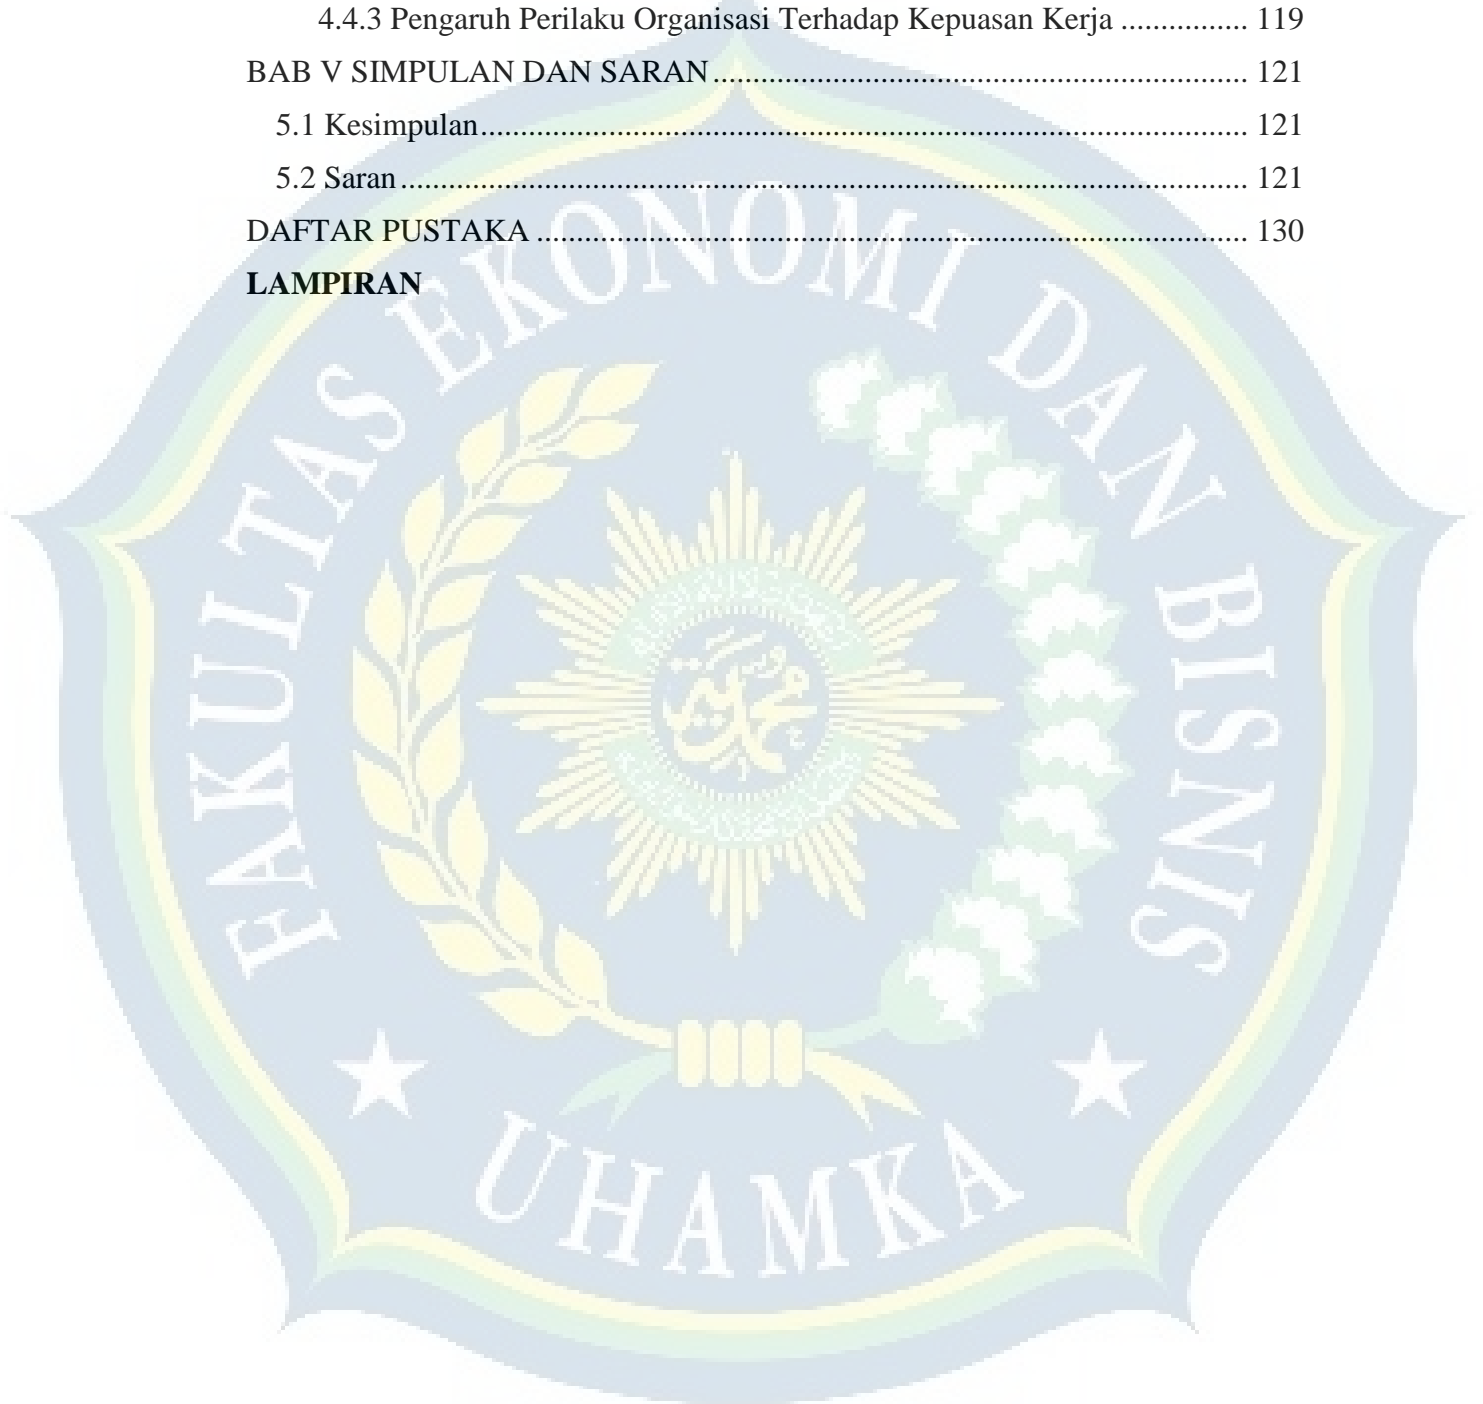 4.4.3 Pengaruh Perilaku Organisasi Terhadap Kepuasan Kerja ................ 119
BAB V SIMPULAN DAN SARAN.................................................................. 121
5.1 Kesimpulan............................................................................................... 121
5.2 Saran......................................................................................................... 121
DAFTAR PUSTAKA ........................................................................................ 130
LAMPIRAN
FAKULTAS EKONOMI DAN BISNIS
UHAMKA